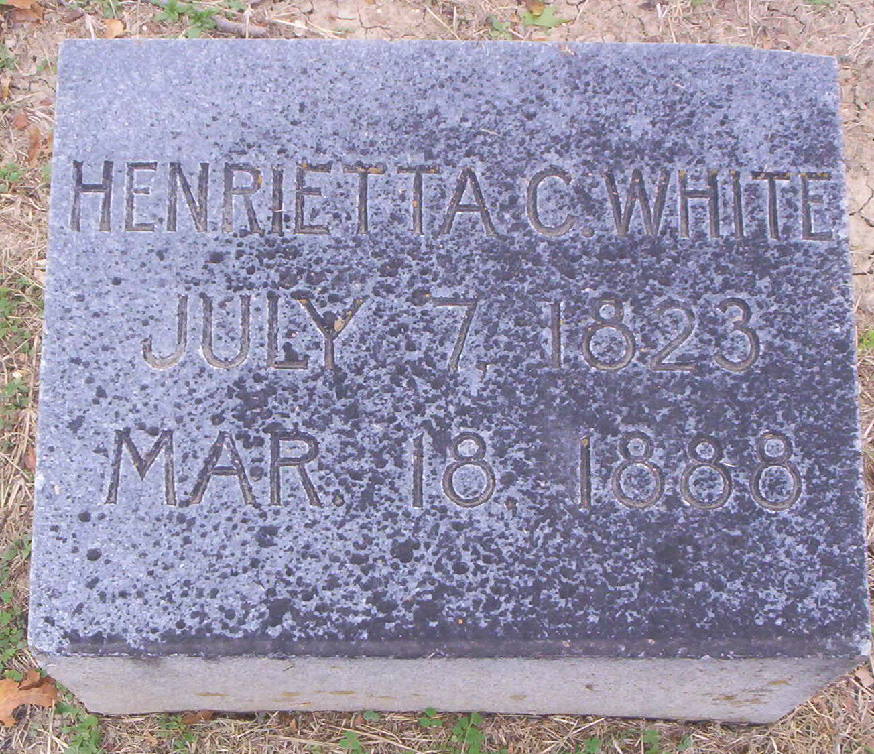 HENRIETTA C. WHITE
JULY 7, 1823
MAR. 18, 1888